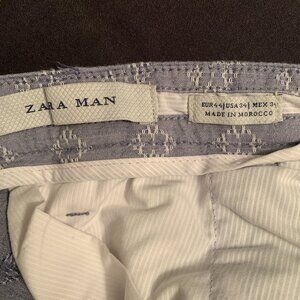 ZARA MAN
EUR 44 | USA 34 | MEX 34
MADE IN MOROCCO